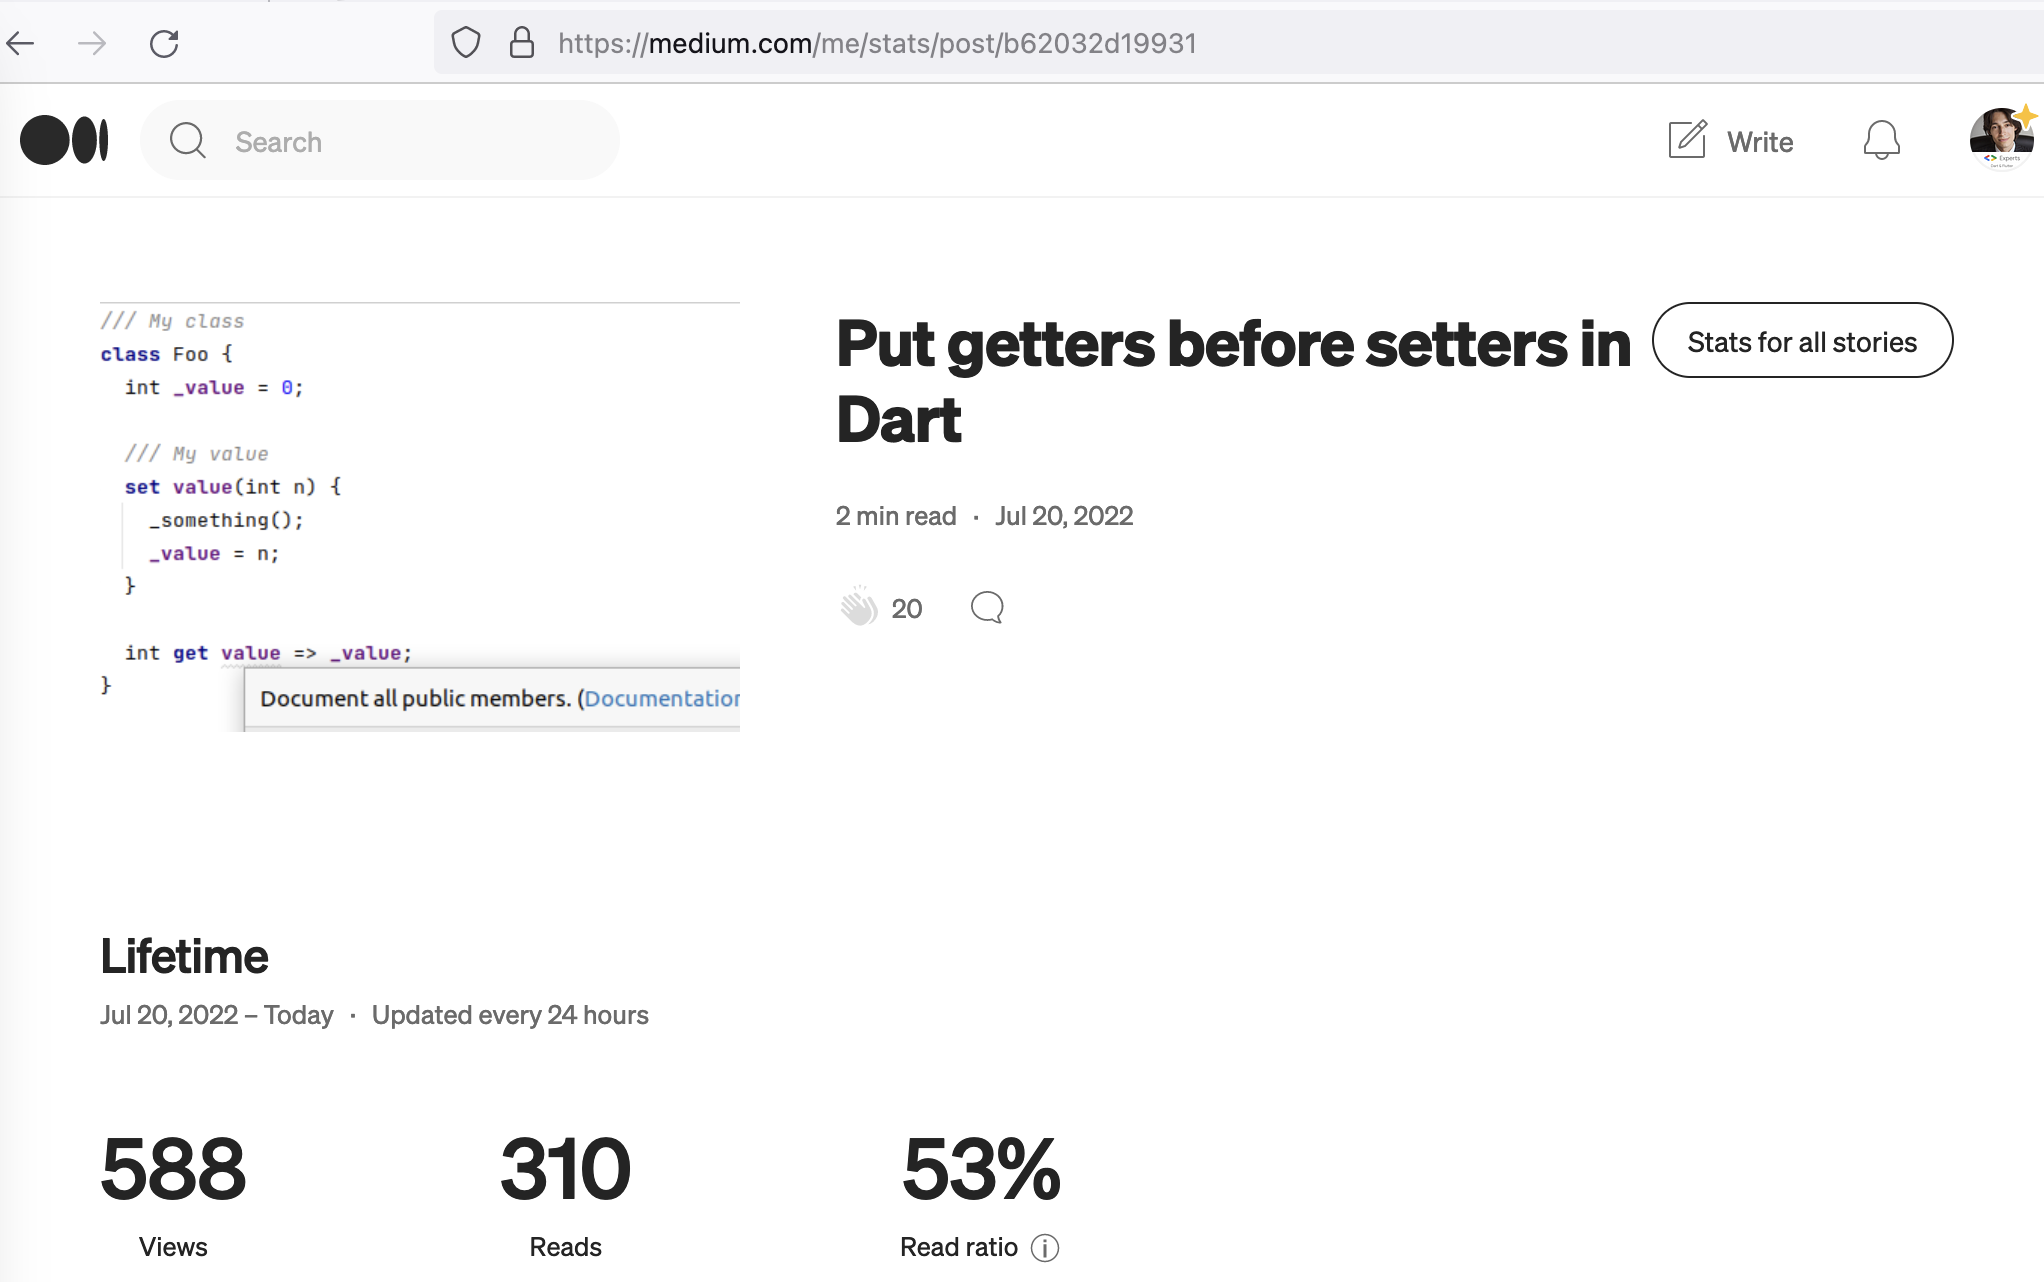 https://medium.com/me/stats/post/b62032d19931
Search
Write
Experts
/// My class
class Foo {
int _value = 0;
/// My value
set value(int n) {
_something();
_value = n;
}
int get value => _value;
}
Document all public members. (Documentation
Put getters before setters in
Dart
Stats for all stories
2 min read · Jul 20, 2022
20
Lifetime
Jul 20, 2022 – Today · Updated every 24 hours
588
310
53%
Views
Reads
Read ratio